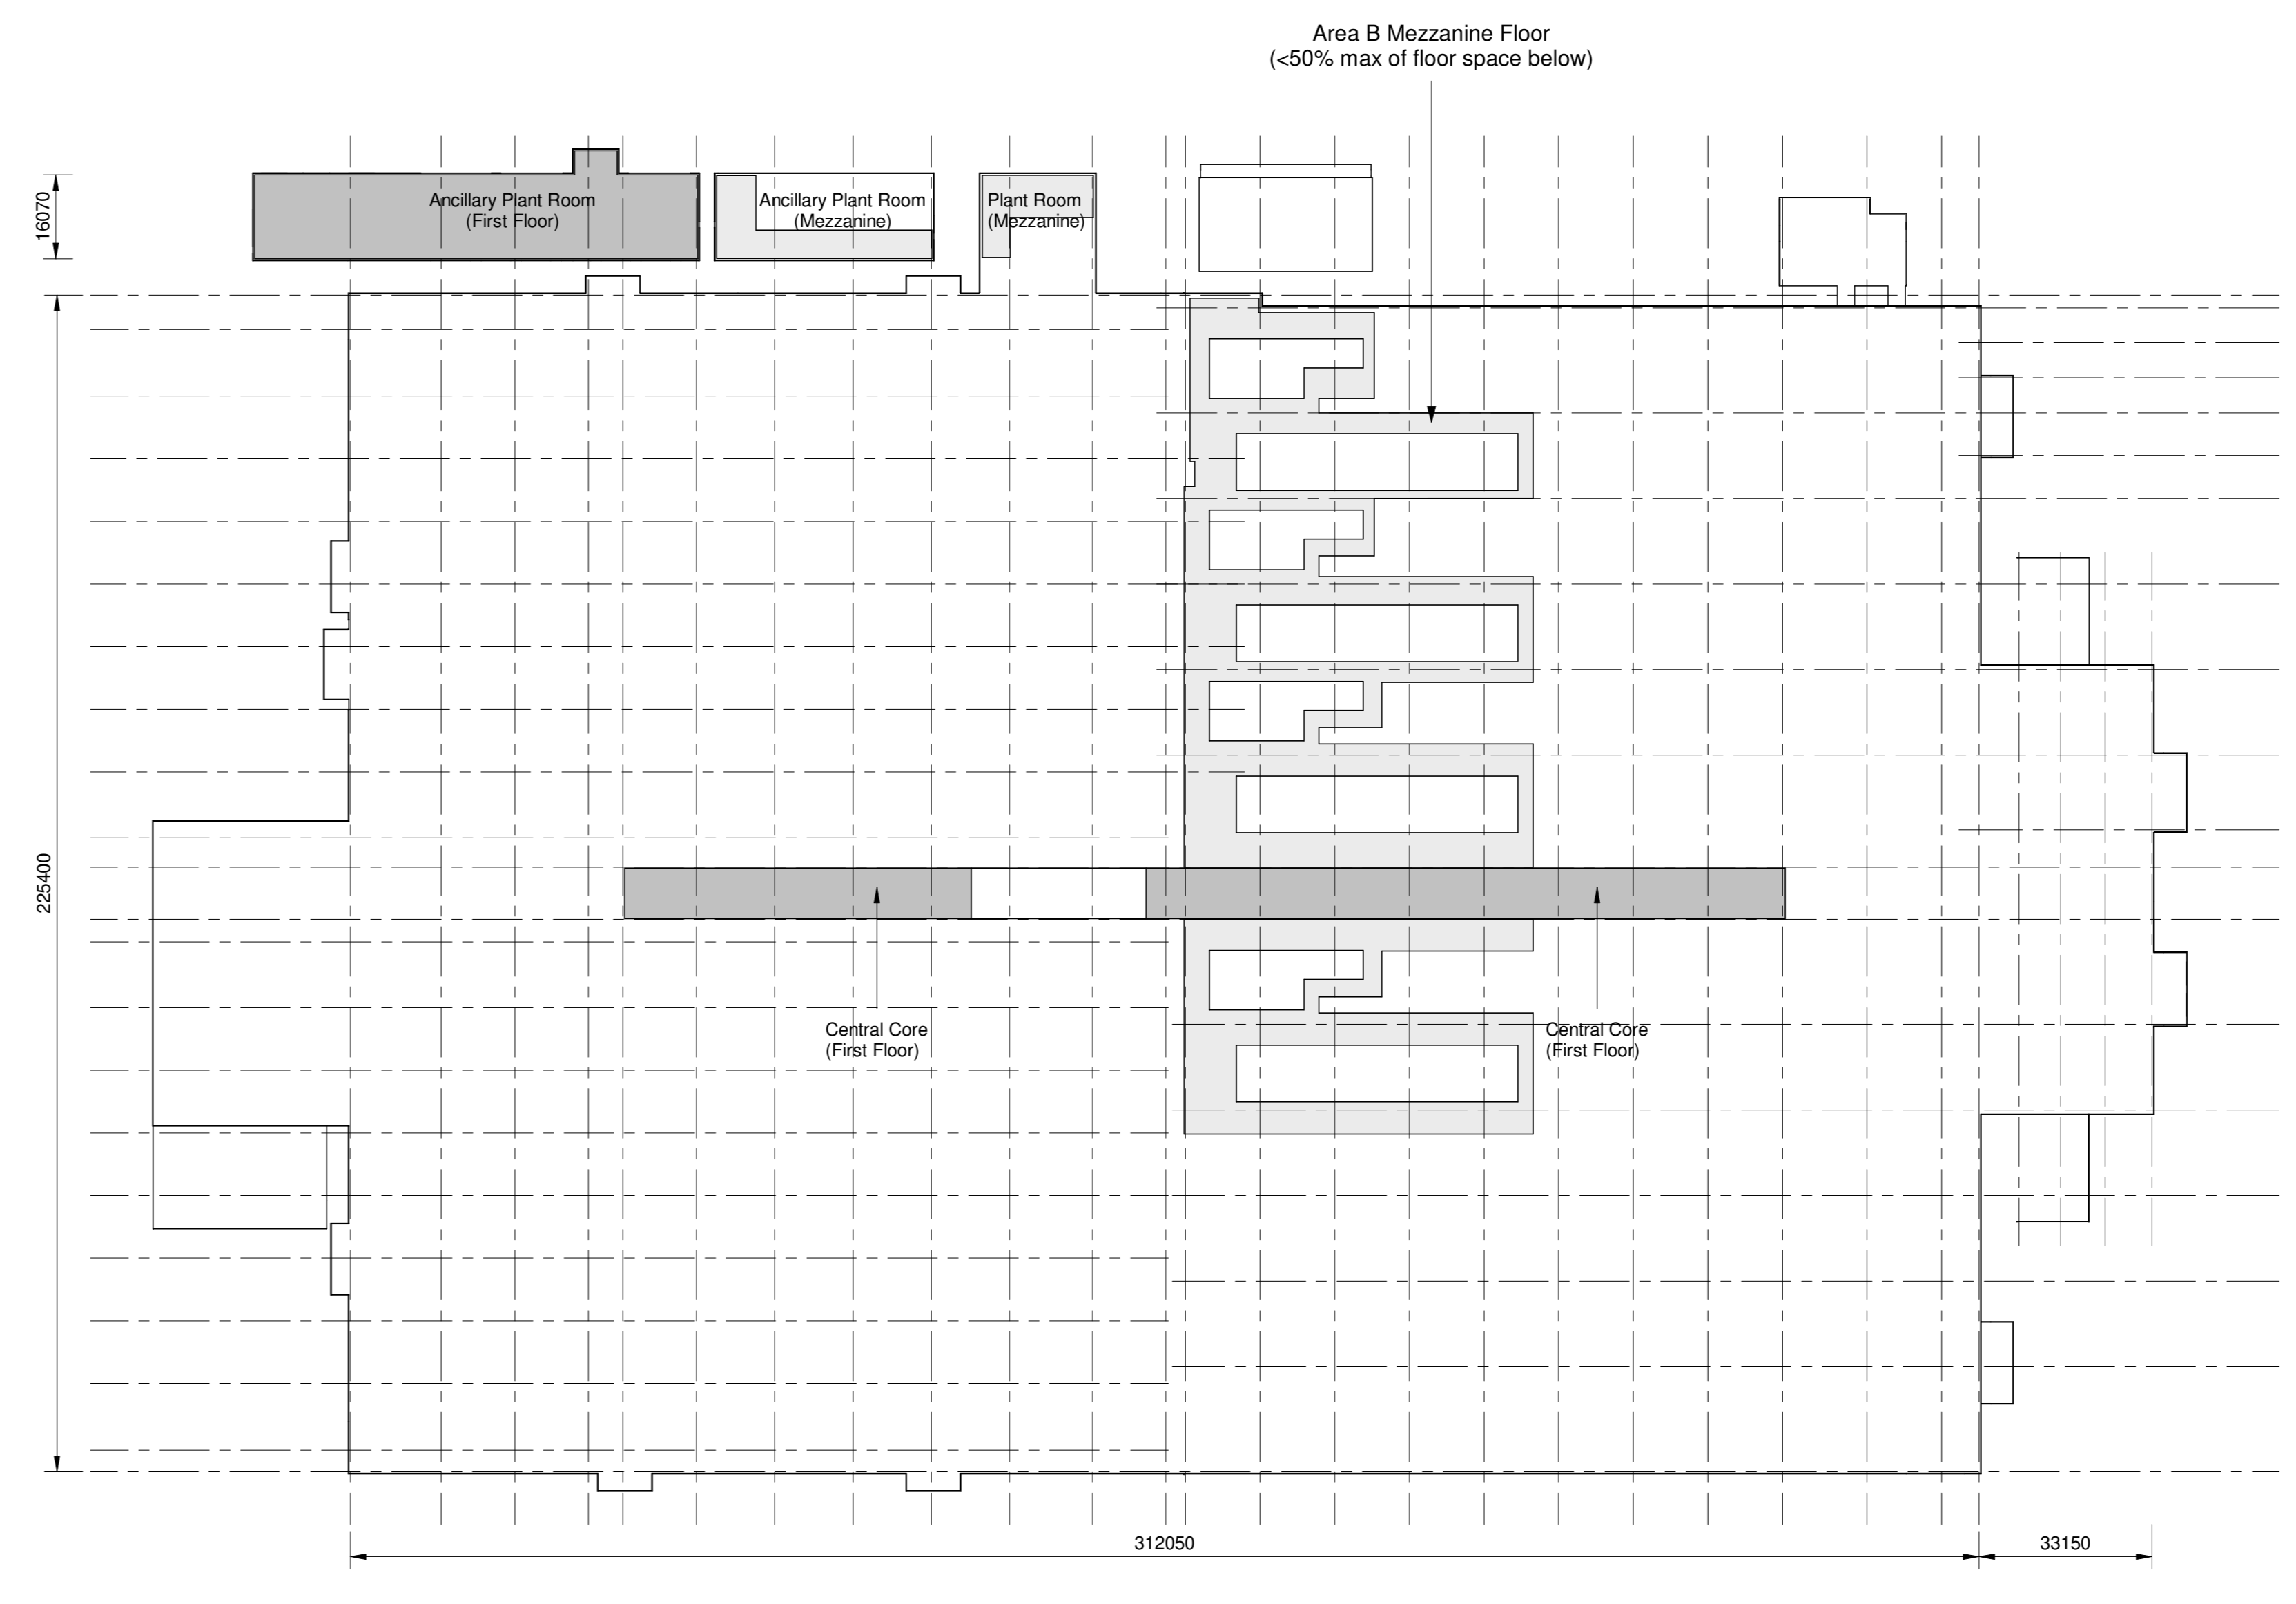 Area B Mezzanine Floor
(<50% max of floor space below)
16070
Ancillary Plant Room
(First Floor)
Ancillary Plant Room
(Mezzanine)
Plant Room
(Mezzanine)
225400
Central Core
(First Floor)
Central Core
(First Floor)
312050
33150